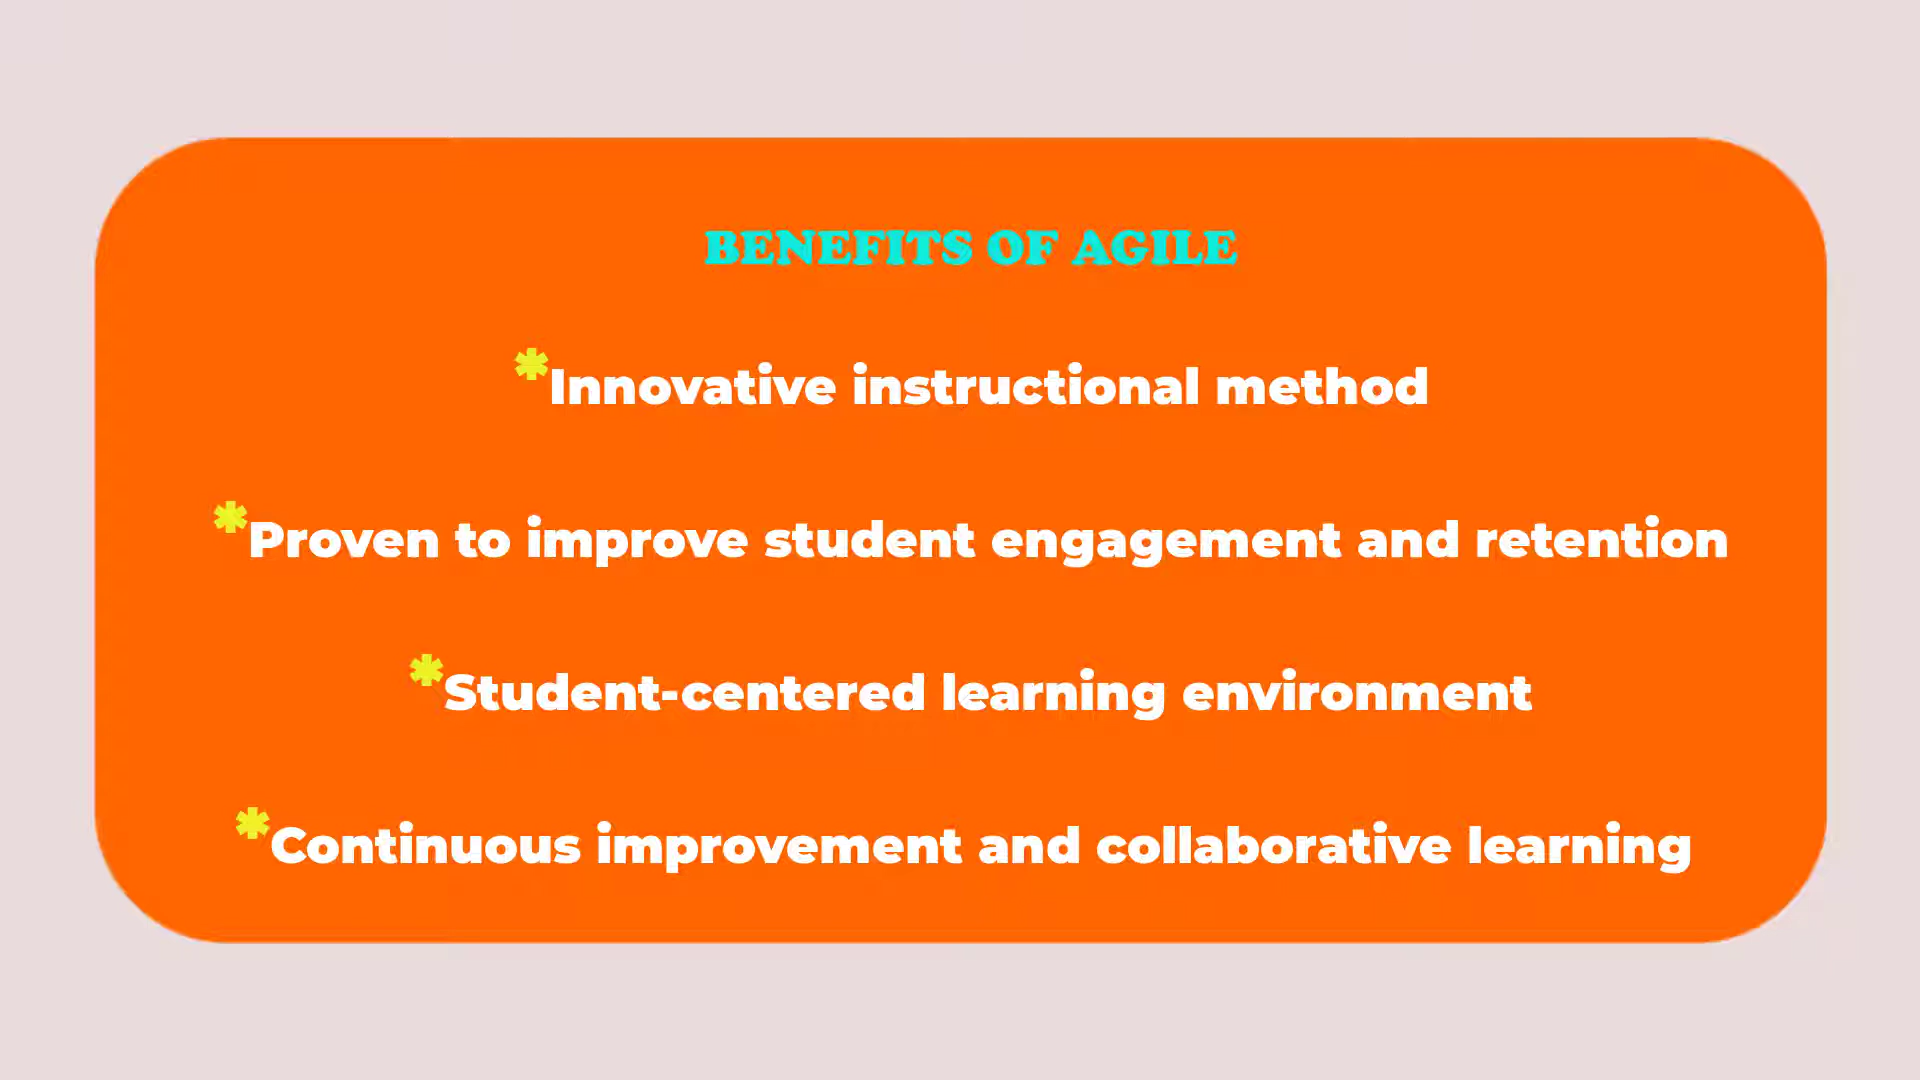 BENEFITS OF AGILE
*Innovative instructional method
*Proven to improve student engagement and retention
*Student-centered learning environment
*Continuous improvement and collaborative learning